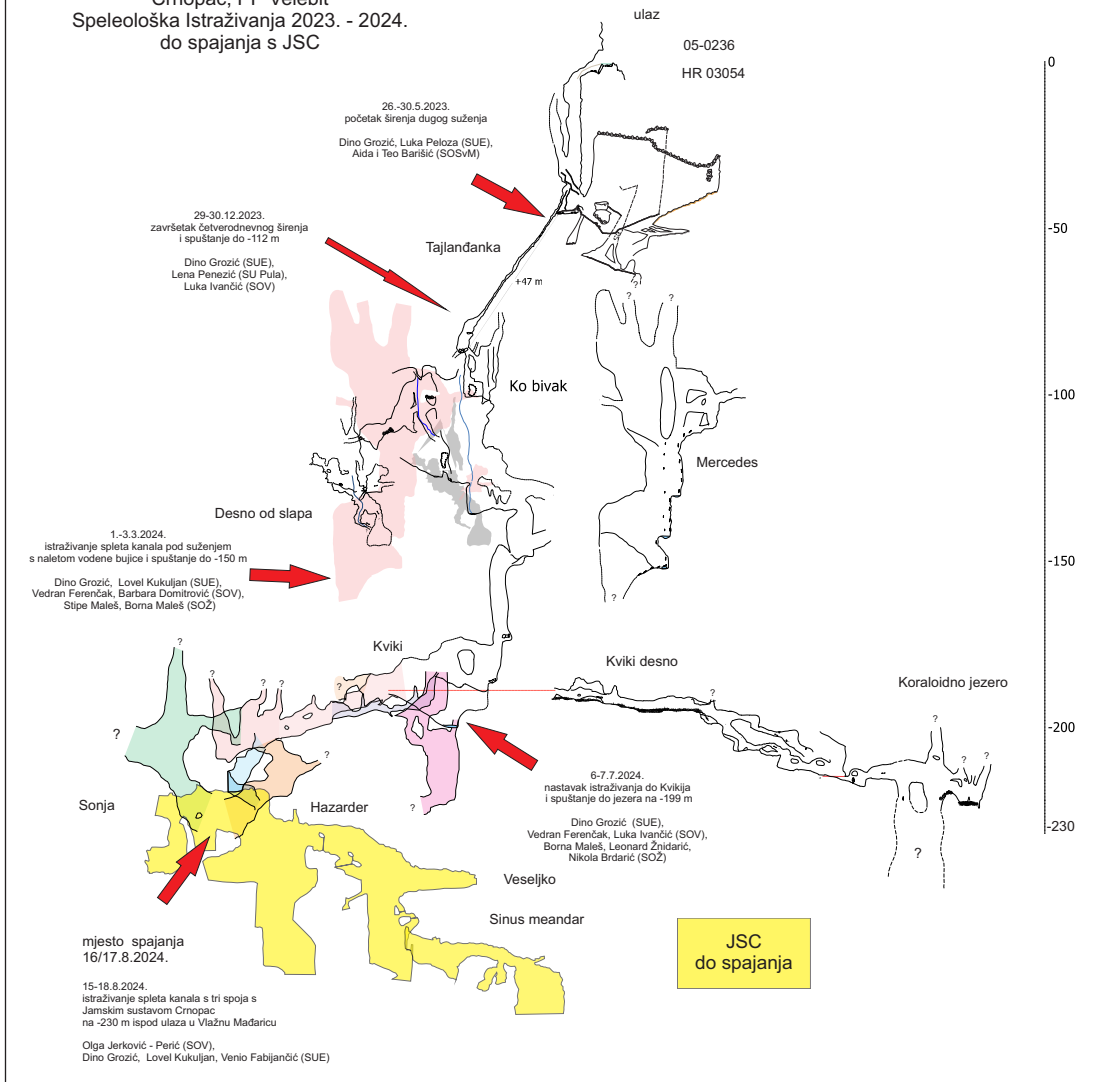 Crnopac, PP Velebit
Speleološka Istraživanja 2023. - 2024.
do spajanja s JSC
ulaz
05-0236
HR 03054
0
-50
-100
-150
-200
-230
26.-30.5.2023.
početak širenja dugog suženja
Dino Grozić, Luka Peloza (SUE),
Aida i Teo Barišić (SOSvM)
29-30.12.2023.
završetak četverodnevnog širenja
i spuštanje do -112 m
Dino Grozić (SUE),
Lena Penezić (SU Pula),
Luka Ivančić (SOV)
Tajlanđanka
+47 m
?
?
?
Ko bivak
Mercedes
Desno od slapa
1.-3.3.2024.
istraživanje spleta kanala pod suženjem
s naletom vodene bujice i spuštanje do -150 m
Dino Grozić, Lovel Kukuljan (SUE),
Vedran Ferenčak, Barbara Domitrović (SOV),
Stipe Maleš, Borna Maleš (SOŽ)
?
Kviki
Kviki desno
Koraloidno jezero
?
?
?
?
?
?
?
?
?
?
?
?
?
6-7.7.2024.
nastavak istraživanja do Kvikija
i spuštanje do jezera na -199 m
Dino Grozić (SUE),
Vedran Ferenčak, Luka Ivančić (SOV),
Borna Maleš, Leonard Žnidarić,
Nikola Brdarić (SOŽ)
Sonja
Hazarder
Veseljko
Sinus meandar
JSC
do spajanja
mjesto spajanja
16/17.8.2024.
15-18.8.2024.
istraživanje spleta kanala s tri spoja s
Jamskim sustavom Crnopac
na -230 m ispod ulaza u Vlažnu Mađaricu
Olga Jerković - Perić (SOV),
Dino Grozić, Lovel Kukuljan, Venio Fabijančić (SUE)